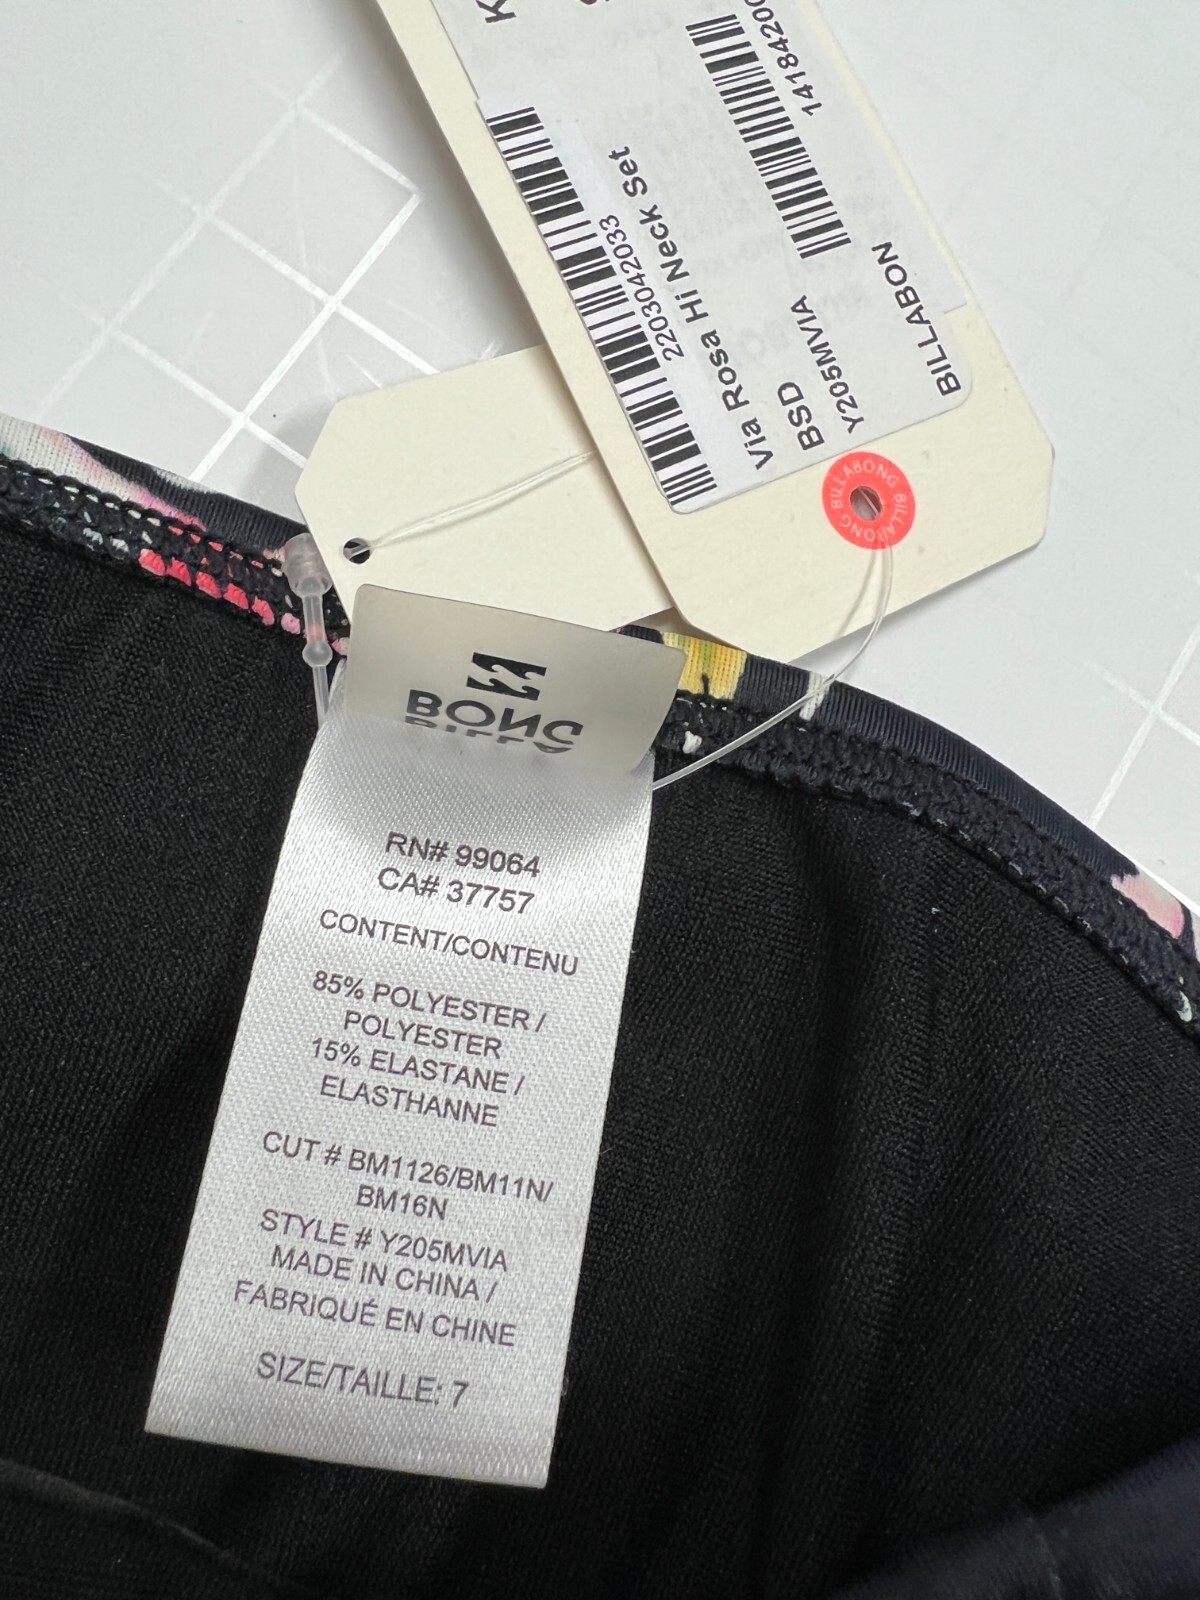 2203042033
Via Rosa Hi Neck Set
BSD
Y205MVIA
BILLABON
BILLABONG BILLABONG
BONG
RN# 99064
CA# 37757
CONTENT/CONTENU
85% POLYESTER /
POLYESTER
15% ELASTANE /
ELASTHANNE
CUT # BM1126/BM11N/
BM16N
STYLE # Y205MVIA
MADE IN CHINA /
FABRIQUÉ EN CHINE
SIZE/TAILLE: 7